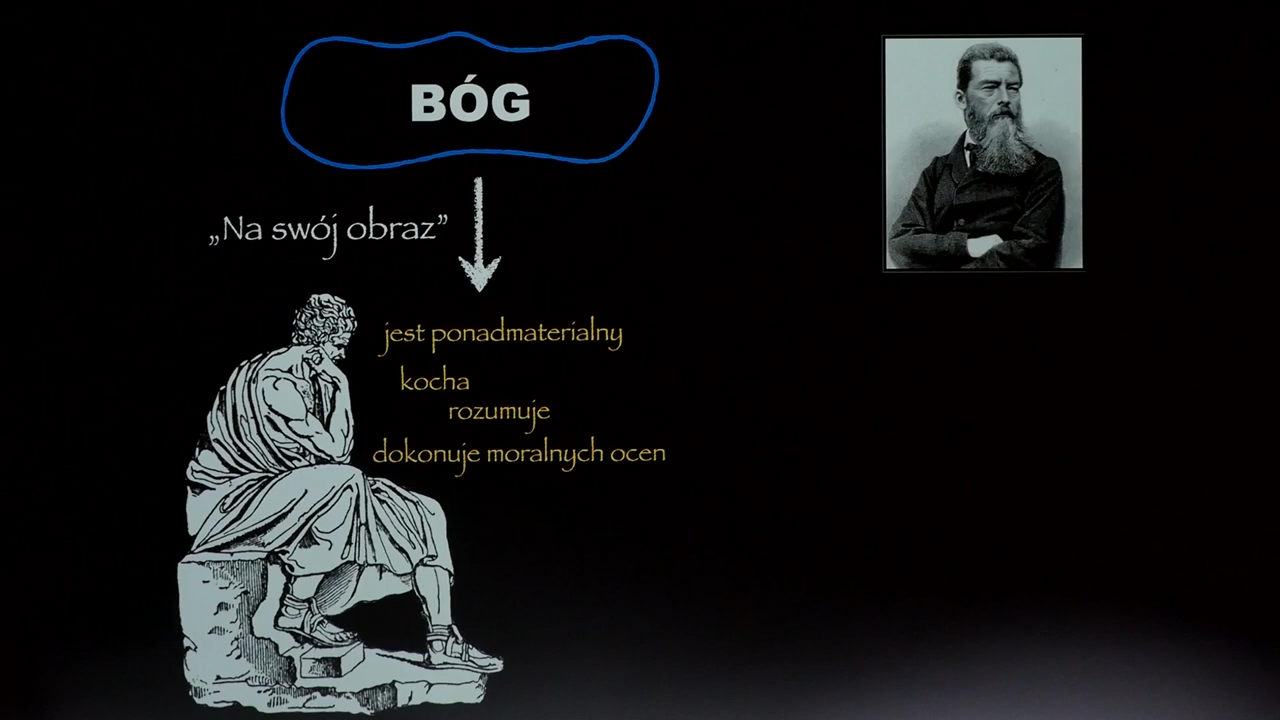 BÓG
„Na swój obraz”
jest ponadmaterialny
kocha
rozumuje
dokonuje moralnych ocen